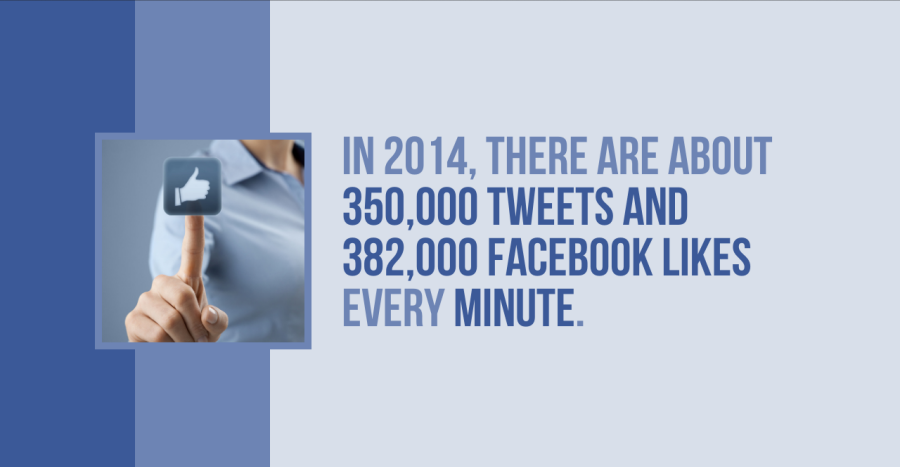 IN 2014, THERE ARE ABOUT
350,000 TWEETS AND
382,000 FACEBOOK LIKES
EVERY MINUTE.